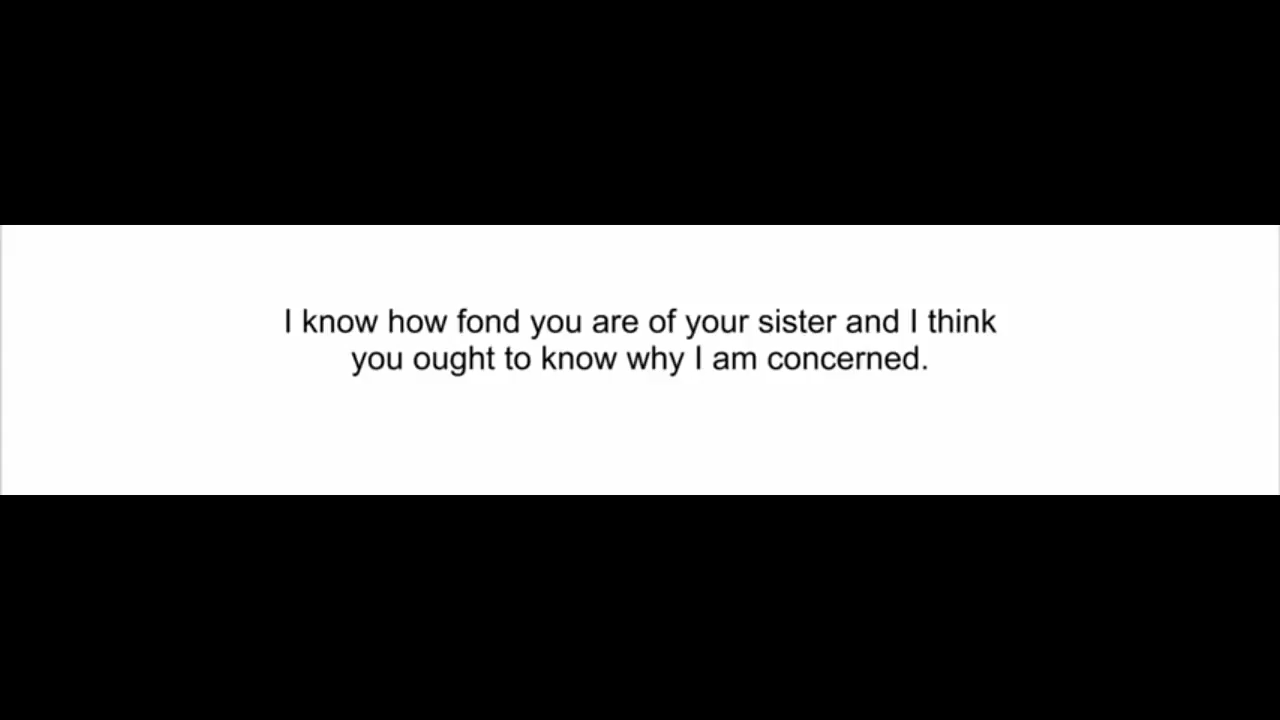 I know how fond you are of your sister and I think
you ought to know why I am concerned.